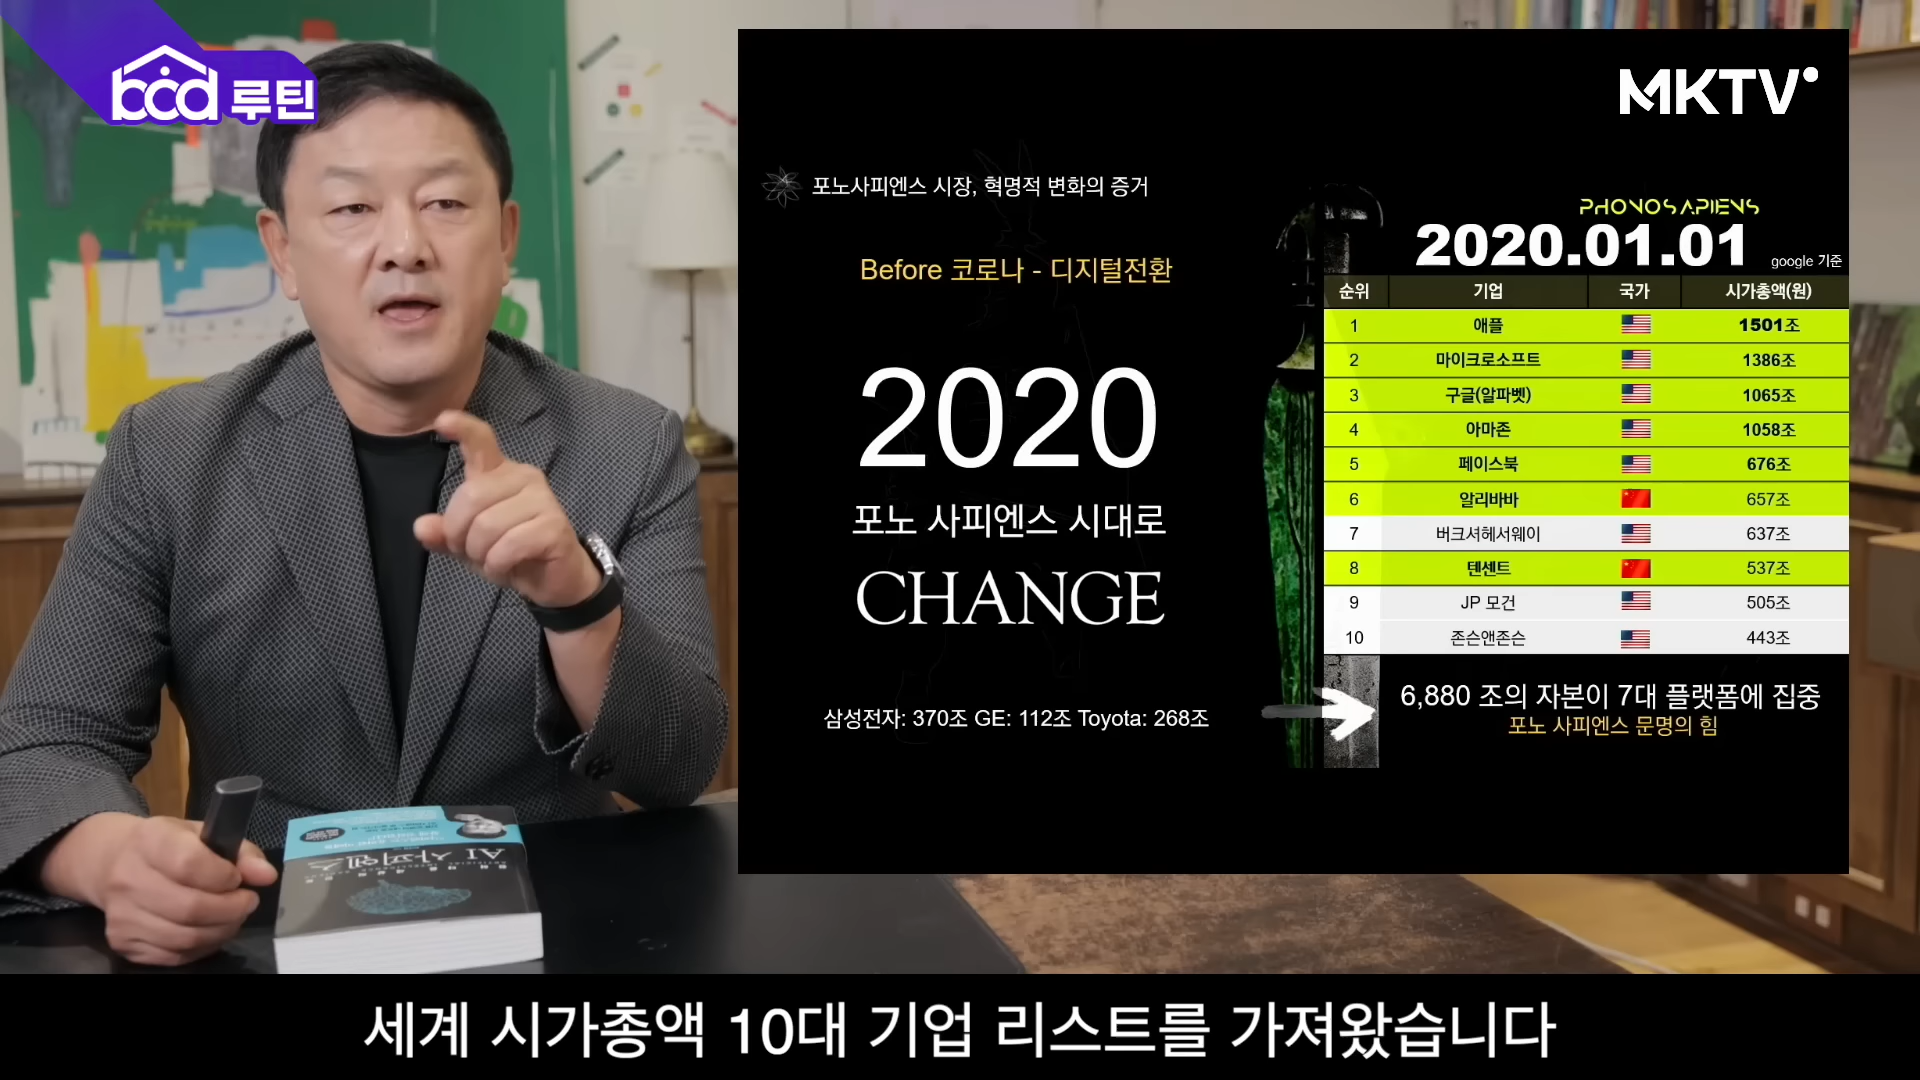 bcd 루틴
MKTV
포노사피엔스 시장, 혁명적 변화의 증거
Before 코로나 - 디지털전환
2020
포노 사피엔스 시대로
CHANGE
삼성전자: 370조 GE: 112조 Toyota: 268조
PHONOSAPIENS
2020.01.01 google 기준
순위 기업 국가 시가총액(원)
1 애플 1501조
2 마이크로소프트 1386조
3 구글(알파벳) 1065조
4 아마존 1058조
5 페이스북 676조
6 알리바바 657조
7 버크셔헤서웨이 637조
8 텐센트 537조
9 JP 모건 505조
10 존슨앤존슨 443조
6,880 조의 자본이 7대 플랫폼에 집중
포노 사피엔스 문명의 힘
AI 사피엔스
세계 시가총액 10대 기업 리스트를 가져왔습니다